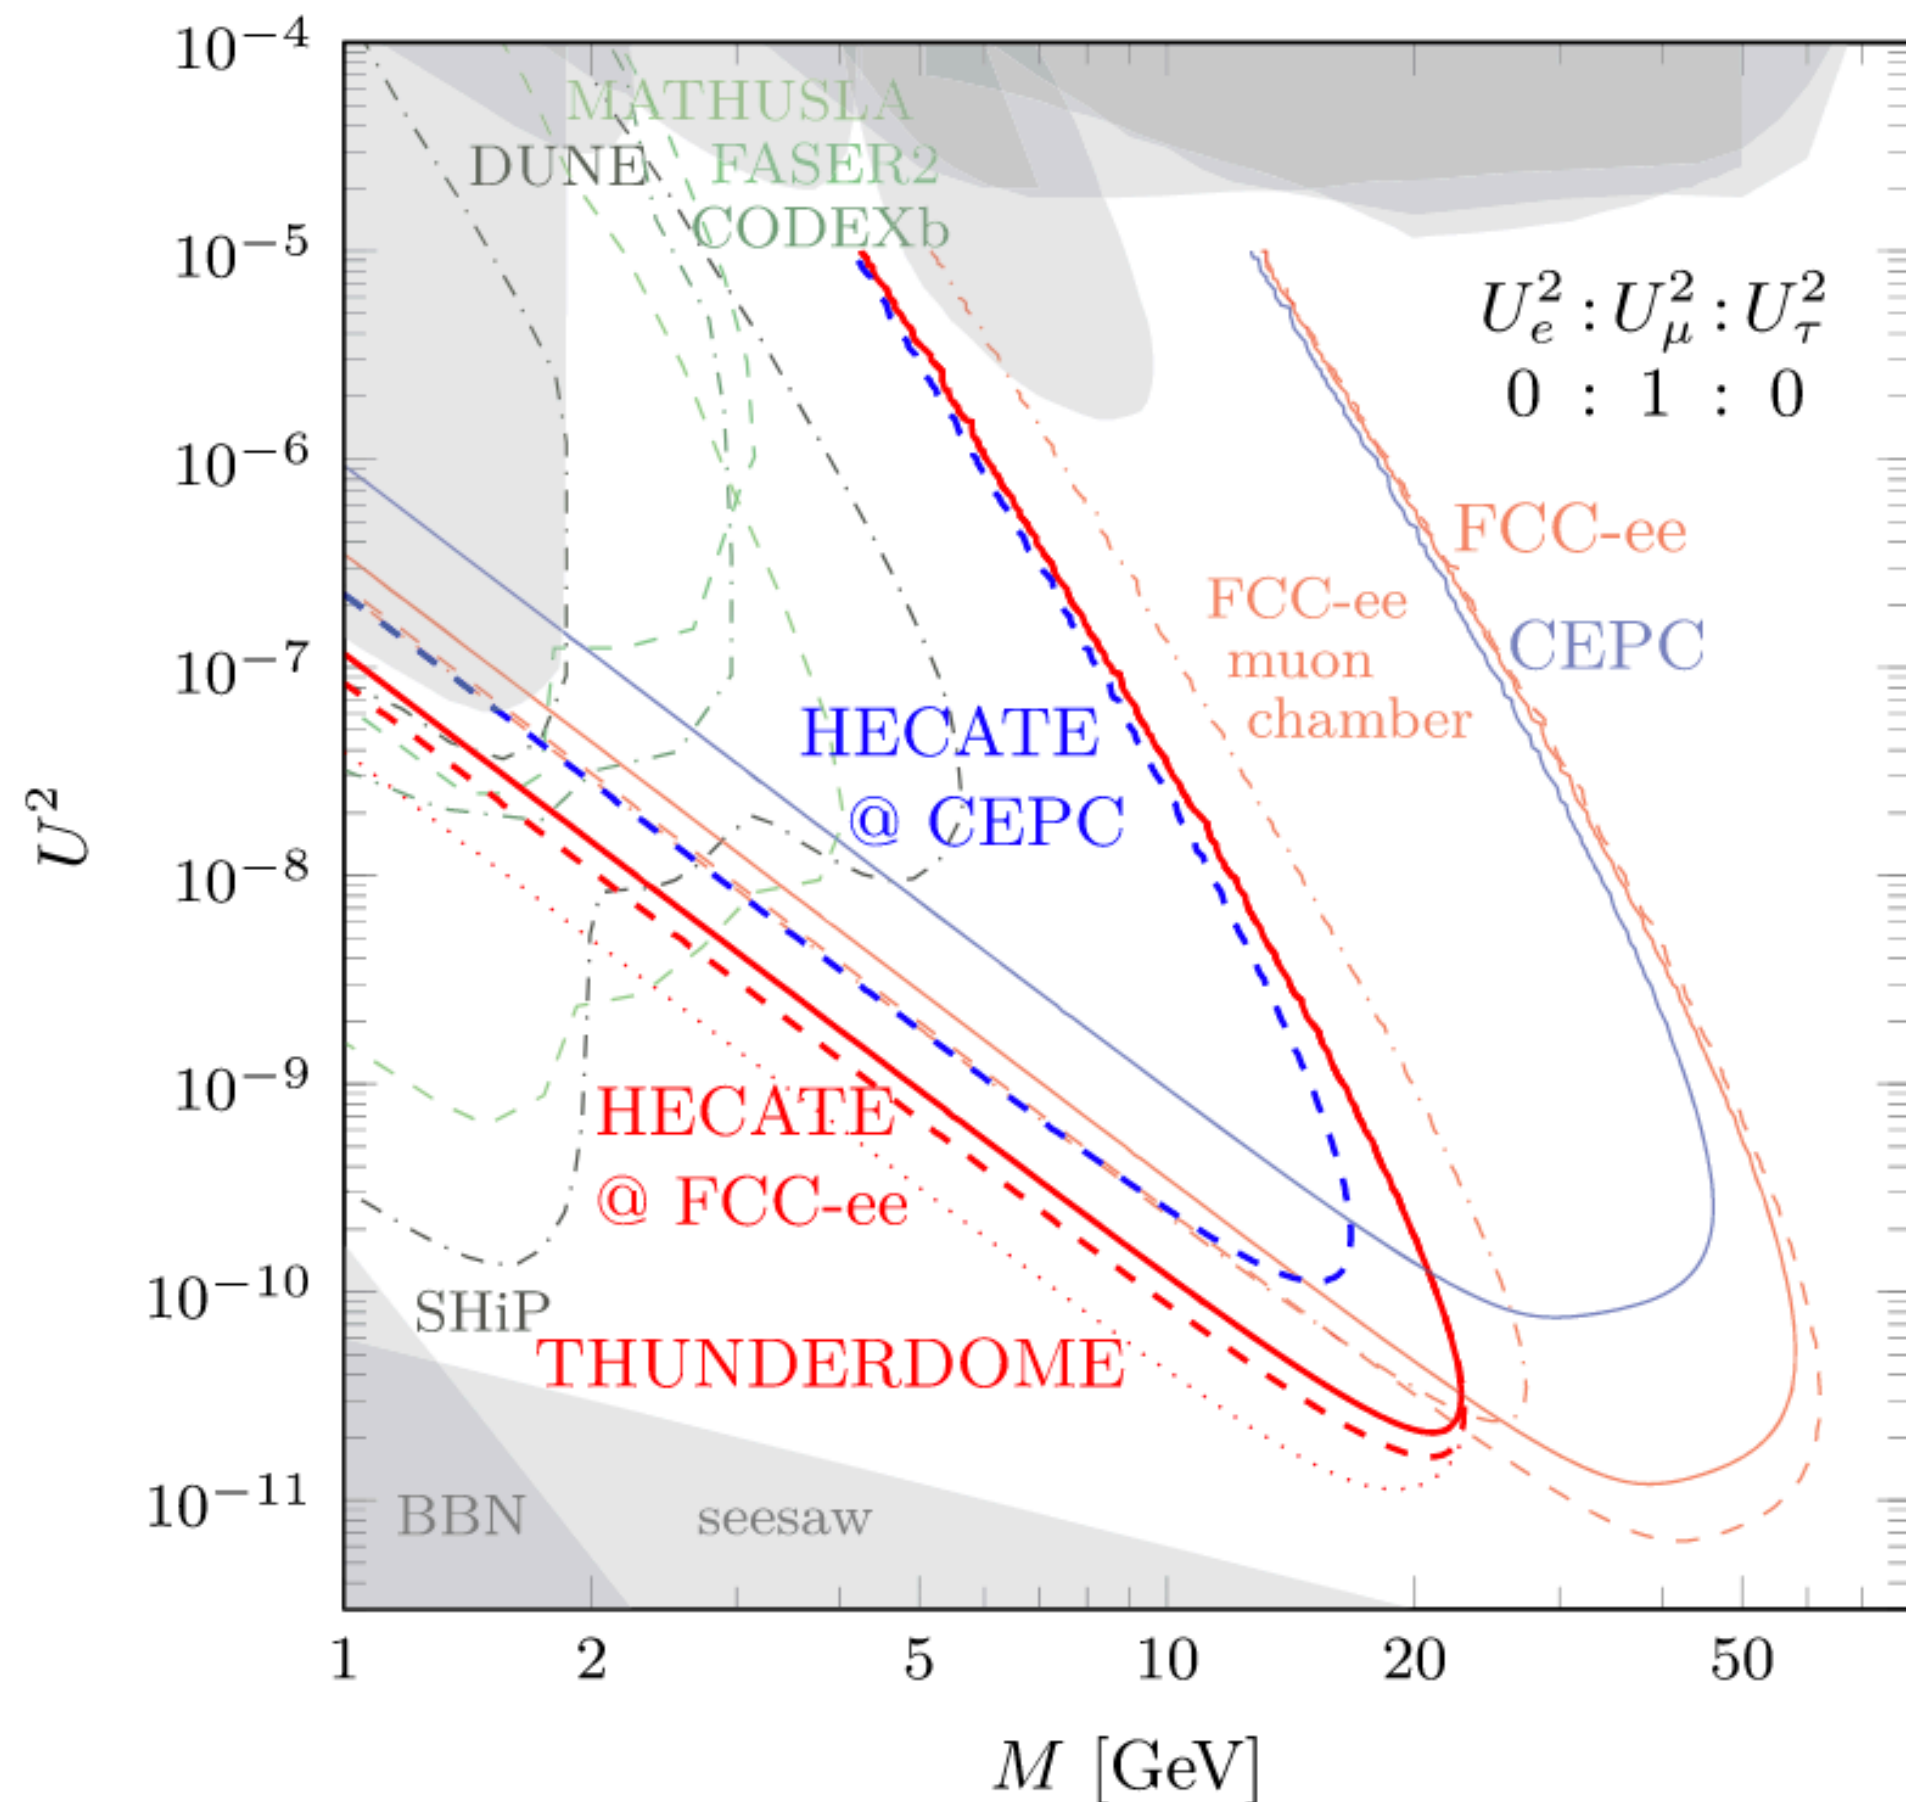 10⁻⁴
10⁻⁵
10⁻⁶
10⁻⁷
10⁻⁸
10⁻⁹
10⁻¹⁰
10⁻¹¹
U²
MATHUSLA
DUNE
FASER2
CODEXb
U²ₑ : U²_μ : U²_τ
0 : 1 : 0
FCC-ee
CEPC
FCC-ee
muon
chamber
HECATE
@ CEPC
HECATE
@ FCC-ee
SHiP
THUNDERDOME
BBN
seesaw
1 2 5 10 20 50
M [GeV]